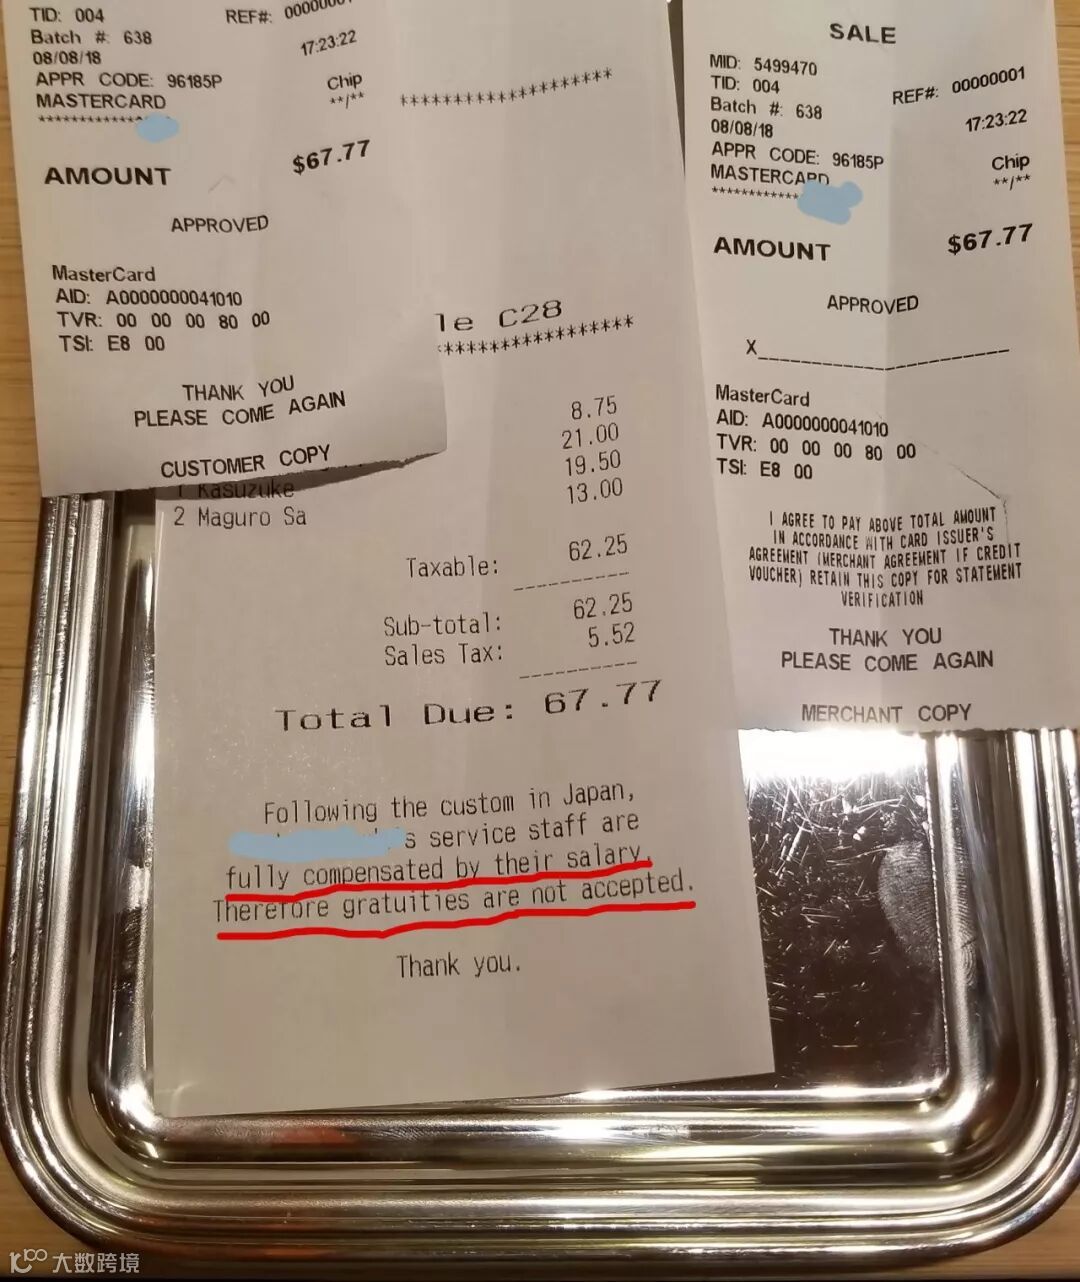 TID: 004
REF#: 0000000
Batch #: 638
08/08/18
17:23:22
APPR CODE: 96185P
Chip
MASTERCARD
**/**
*************
AMOUNT $67.77
APPROVED
MasterCard
AID: A0000000041010
TVR: 00 00 00 80 00
TSI: E8 00
THANK YOU
PLEASE COME AGAIN
CUSTOMER COPY
********************
le C28
******************
8.75
21.00
1 Kasuzuke 19.50
2 Maguro Sa 13.00
Taxable: 62.25
Sub-total: 62.25
Sales Tax: 5.52
Total Due: 67.77
Following the custom in Japan,
s service staff are
fully compensated by their salary.
Therefore gratuities are not accepted.
Thank you.
SALE
MID: 5499470
TID: 004
REF#: 00000001
Batch #: 638
08/08/18
17:23:22
APPR CODE: 96185P
Chip
MASTERCARD
**/**
************
AMOUNT $67.77
APPROVED
X
MasterCard
AID: A0000000041010
TVR: 00 00 00 80 00
TSI: E8 00
I AGREE TO PAY ABOVE TOTAL AMOUNT
IN ACCORDANCE WITH CARD ISSUER'S
AGREEMENT (MERCHANT AGREEMENT IF CREDIT
VOUCHER) RETAIN THIS COPY FOR STATEMENT
VERIFICATION
THANK YOU
PLEASE COME AGAIN
MERCHANT COPY
大数跨境